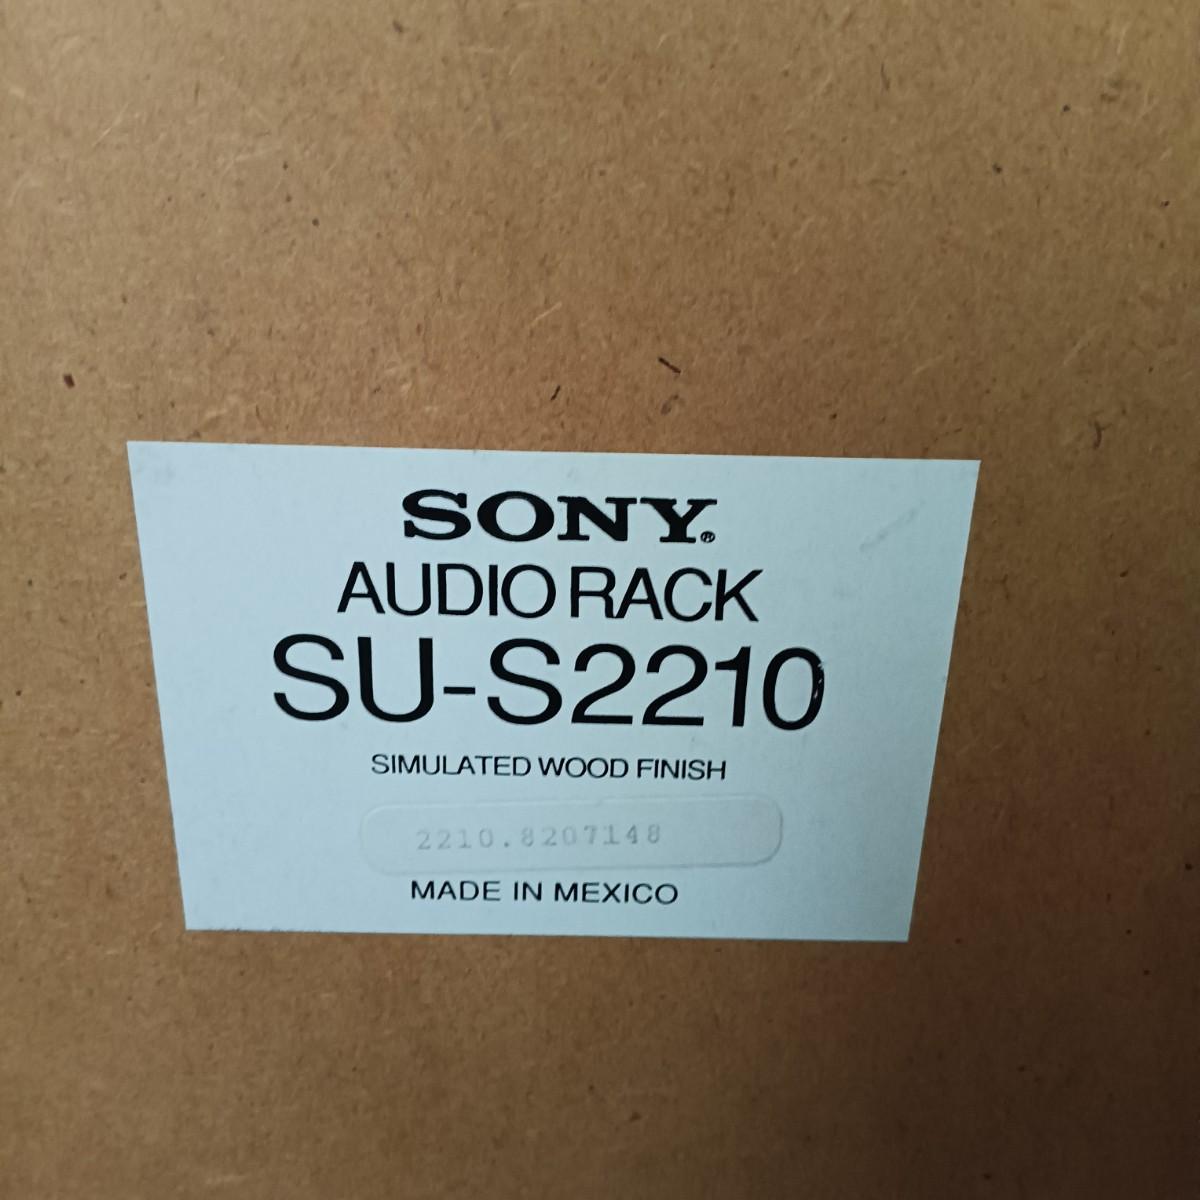 SONY®
AUDIO RACK
SU-S2210
SIMULATED WOOD FINISH
2210.8207148
MADE IN MEXICO